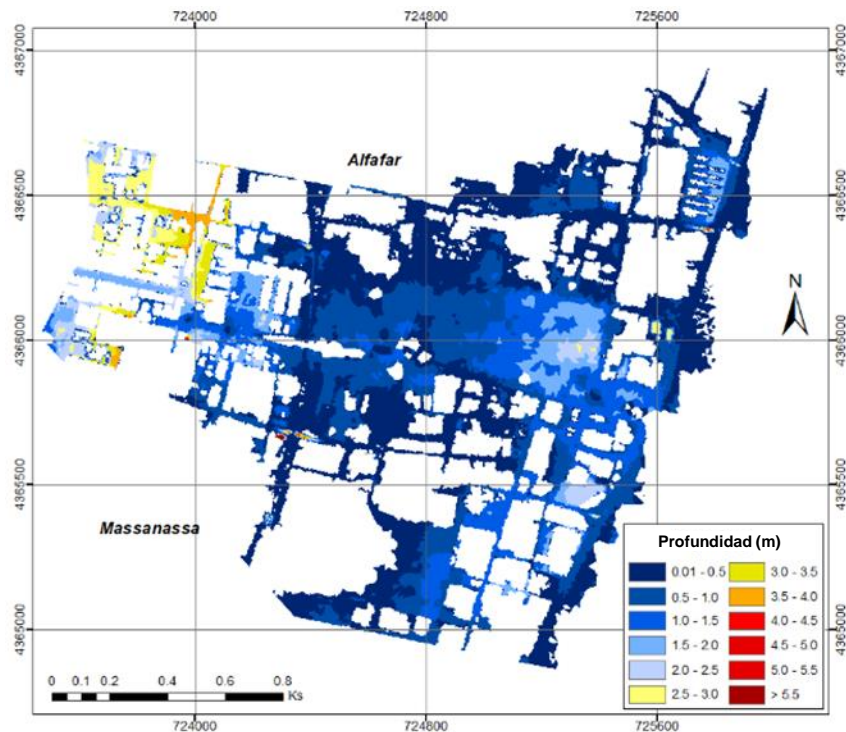 724000 724800 725600
4367000 4367000
Alfafar
4366500 4366500
N
4366000 4366000
4365500 4365500
Massanassa
Profundidad (m)
0.01 - 0.5 3.0 - 3.5
0.5 - 1.0 3.5 - 4.0
1.0 - 1.5 4.0 - 4.5
1.5 - 2.0 4.5 - 5.0
2.0 - 2.5 5.0 - 5.5
2.5 - 3.0 > 5.5
4365000 4365000
0 0.1 0.2 0.4 0.6 0.8
Ks
724000 724800 725600